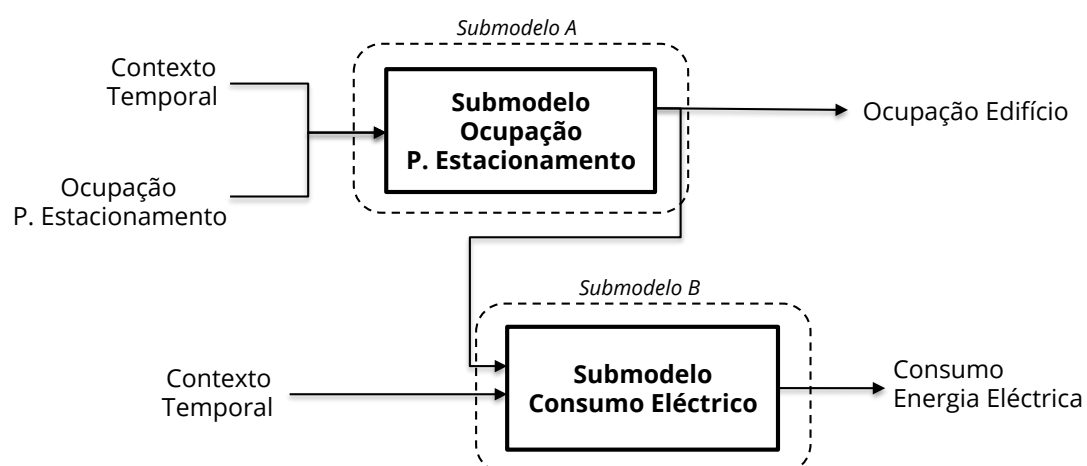 Submodelo A
Contexto
Temporal
Submodelo
Ocupação
P. Estacionamento
Ocupação Edifício
Ocupação
P. Estacionamento
Submodelo B
Contexto
Temporal
Submodelo
Consumo Eléctrico
Consumo
Energia Eléctrica